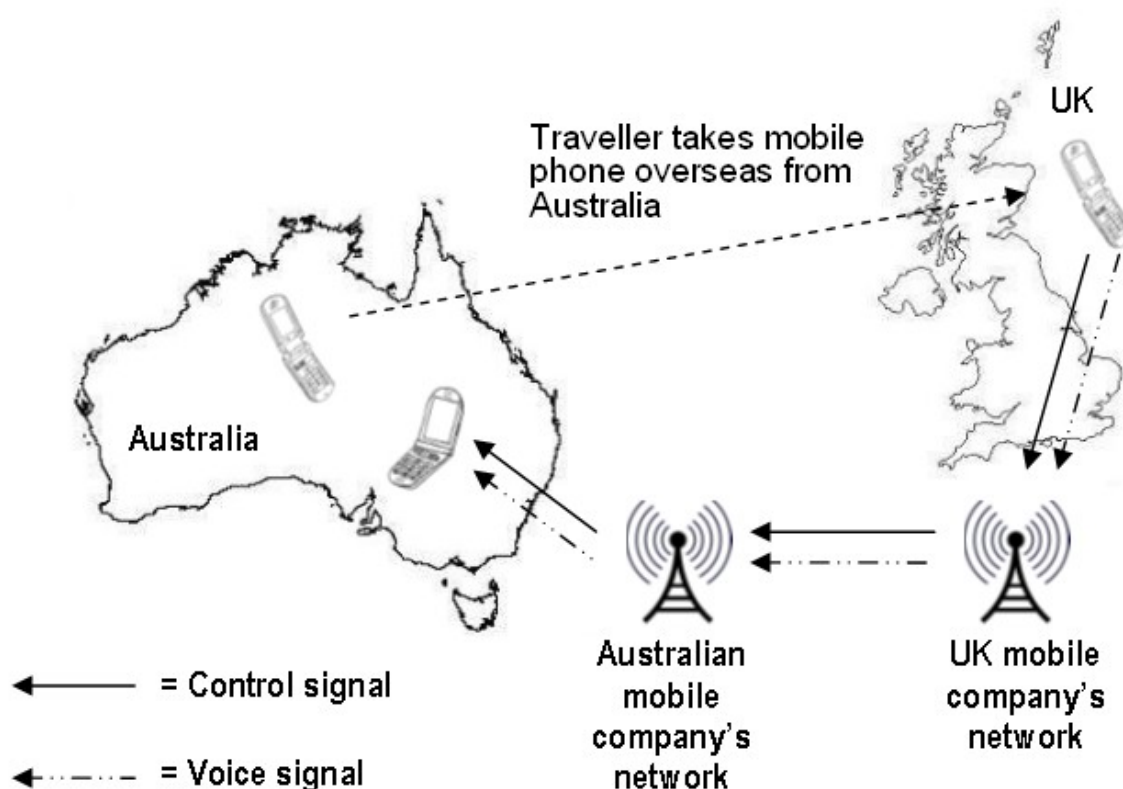 UK
Traveller takes mobile
phone overseas from
Australia
Australia
Australian
mobile
company's
network
UK mobile
company's
network
= Control signal
= Voice signal